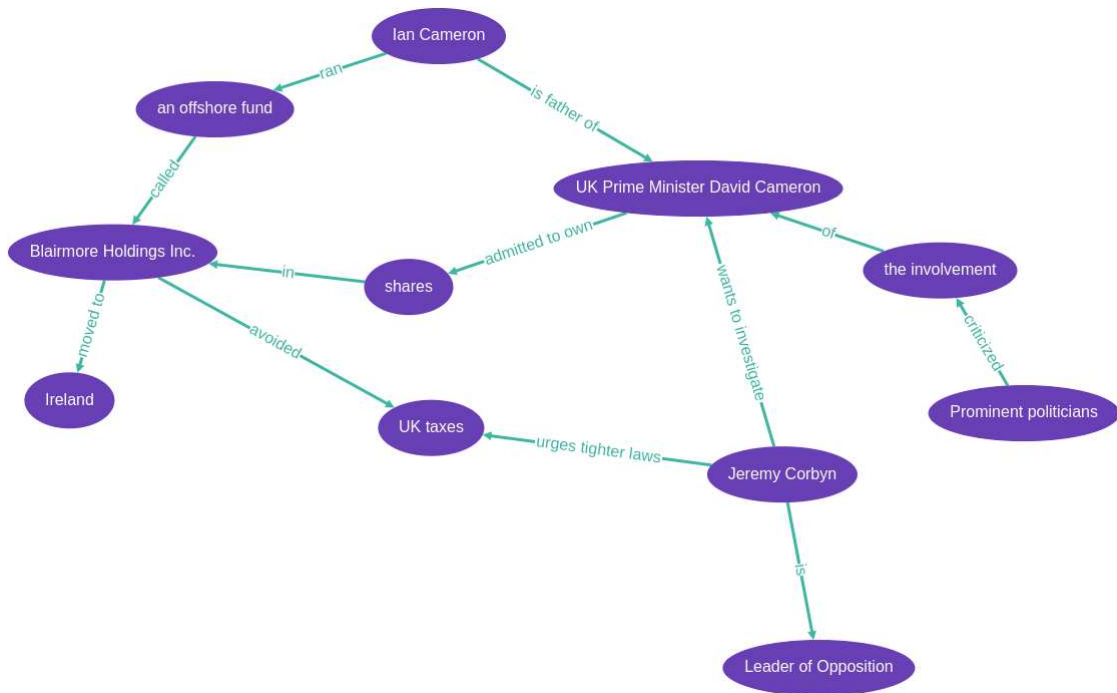 Ian Cameron
ran
is father of
an offshore fund
called
UK Prime Minister David Cameron
admitted to own
of
Blairmore Holdings Inc.
in
shares
the involvement
moved to
avoided
wants to investigate
criticized
Ireland
UK taxes
urges tighter laws
Prominent politicians
Jeremy Corbyn
is
Leader of Opposition